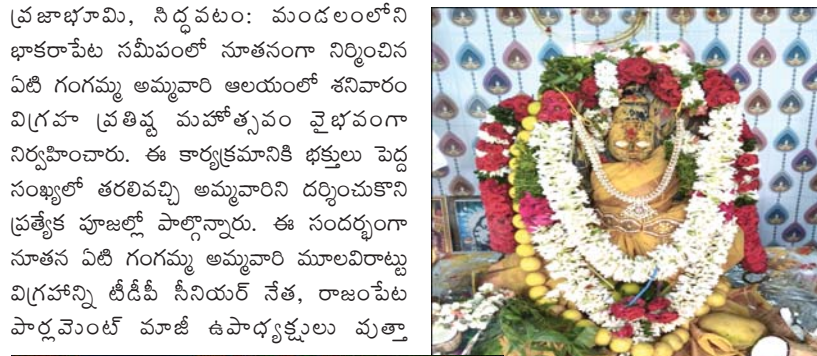 ప్రజాభూమి, సిద్ధవటం: మండలంలోని
భాకరాపేట సమీపంలో నూతనంగా నిర్మించిన
ఏటి గంగమ్మ అమ్మవారి ఆలయంలో శనివారం
విగ్రహ ప్రతిష్ట మహోత్సవం వైభవంగా
నిర్వహించారు. ఈ కార్యక్రమానికి భక్తులు పెద్ద
సంఖ్యలో తరలివచ్చి అమ్మవారిని దర్శించుకొని
ప్రత్యేక పూజల్లో పాల్గొన్నారు. ఈ సందర్భంగా
నూతన ఏటి గంగమ్మ అమ్మవారి మూలవిరాట్టు
విగ్రహాన్ని టీడీపీ సీనియర్ నేత, రాజంపేట
పార్లమెంట్ మాజీ ఉపాధ్యక్షులు వుత్తా